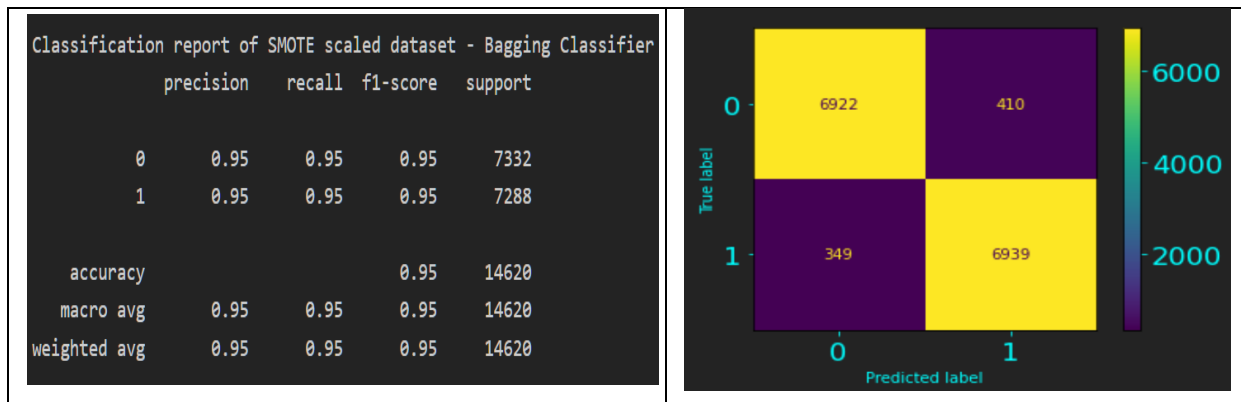 Classification report of SMOTE scaled dataset - Bagging Classifier
precision recall f1-score support
0 0.95 0.95 0.95 7332
1 0.95 0.95 0.95 7288
accuracy 0.95 14620
macro avg 0.95 0.95 0.95 14620
weighted avg 0.95 0.95 0.95 14620
True label
0
6922 410
1
349 6939
0 1
Predicted label
6000
4000
2000